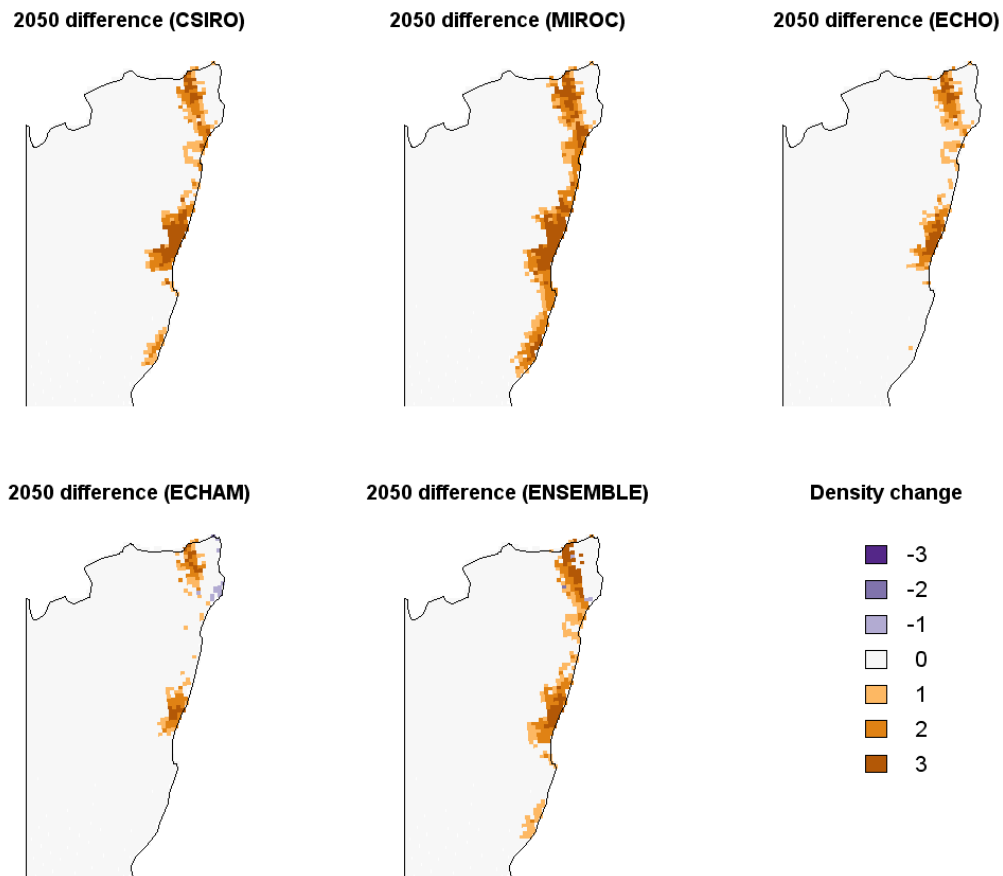 2050 difference (CSIRO)
2050 difference (MIROC)
2050 difference (ECHO)
2050 difference (ECHAM)
2050 difference (ENSEMBLE)
Density change
-3
-2
-1
0
1
2
3